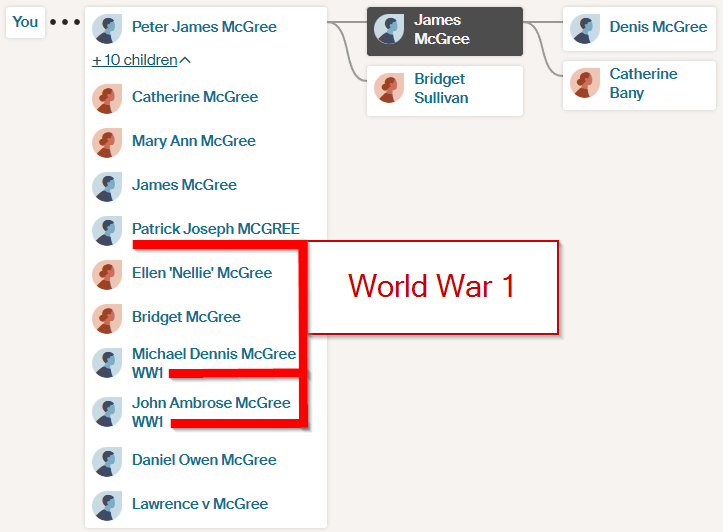 You
Peter James McGree
+ 10 children
Catherine McGree
Mary Ann McGree
James McGree
Patrick Joseph MCGREE
Ellen 'Nellie' McGree
Bridget McGree
Michael Dennis McGree
WW1
John Ambrose McGree
WW1
Daniel Owen McGree
Lawrence v McGree
James
McGree
Bridget
Sullivan
Denis McGree
Catherine
Bany
World War 1